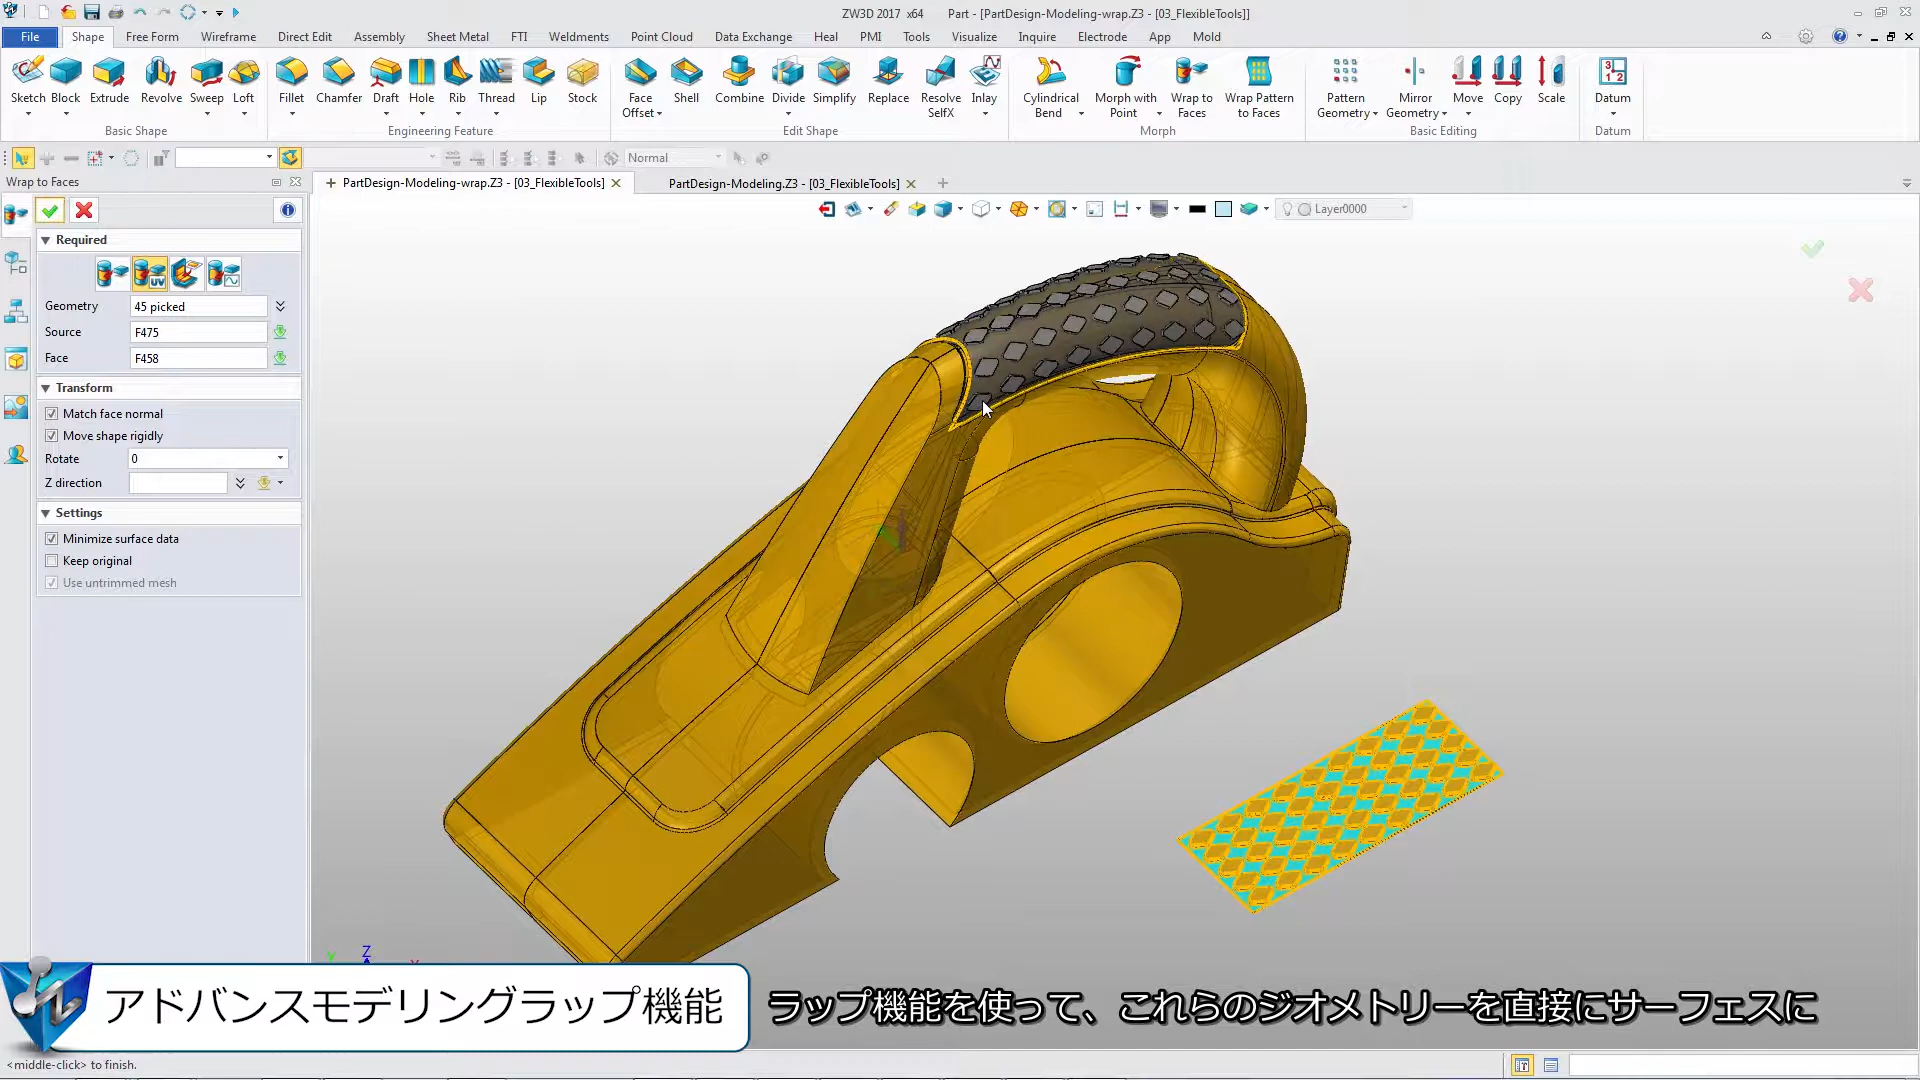 ZW3D 2017 x64 Part - [PartDesign-Modeling-wrap.Z3 - [03_FlexibleTools]]
File Shape Free Form Wireframe Direct Edit Assembly Sheet Metal FTI Weldments Point Cloud Data Exchange Heal PMI Tools Visualize Inquire Electrode App Mold
Sketch Block Extrude Revolve Sweep Loft Fillet Chamfer Draft Hole Rib Thread Lip Stock Face Offset Shell Combine Divide Simplify Replace Resolve SelfX Inlay Cylindrical Bend Morph with Point Wrap to Faces Wrap Pattern to Faces Pattern Geometry Mirror Geometry Move Copy Scale Datum
Basic Shape Engineering Feature Edit Shape Morph Basic Editing Datum
Normal
Wrap to Faces
PartDesign-Modeling-wrap.Z3 - [03_FlexibleTools] PartDesign-Modeling.Z3 - [03_FlexibleTools]
Layer0000
Required
Geometry 45 picked
Source F475
Face F458
Transform
Match face normal
Move shape rigidly
Rotate 0
Z direction
Settings
Minimize surface data
Keep original
Use untrimmed mesh
Z
アドバンスモデリングラップ機能
ラップ機能を使って、これらのジオメトリーを直接にサーフェスに
<middle-click> to finish.